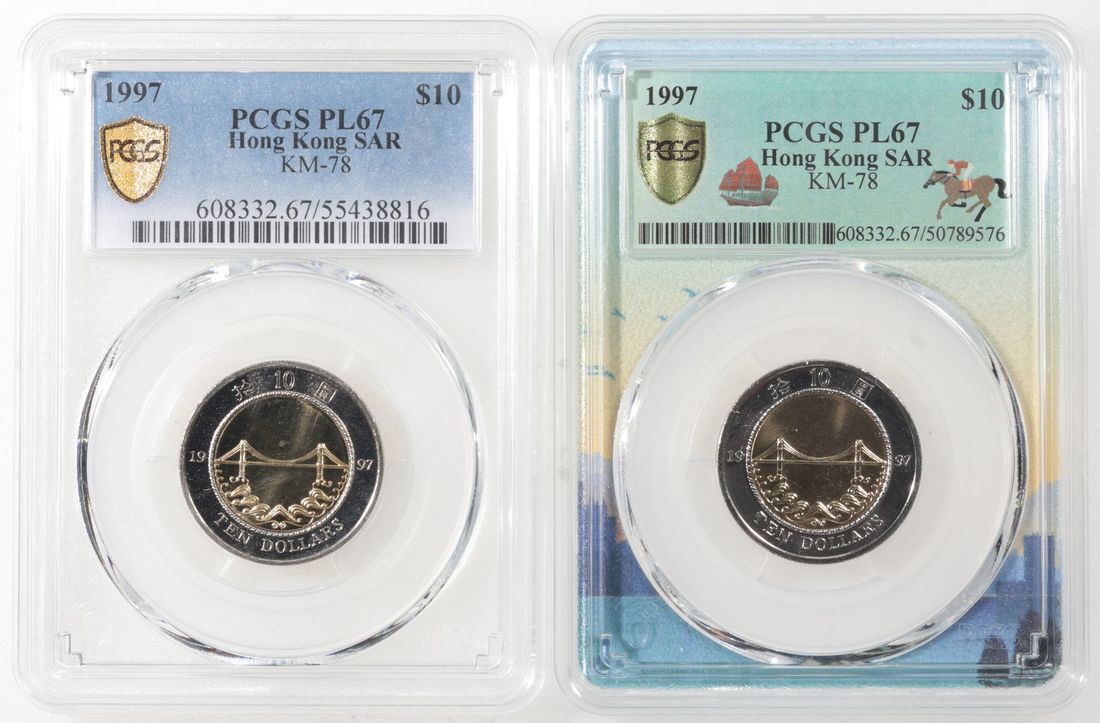 1997 $10
PCGS PL67
Hong Kong SAR
KM-78
PCGS
608332.67/55438816
拾 10 圓
19 97
TEN DOLLARS
1997 $10
PCGS PL67
Hong Kong SAR
KM-78
PCGS
608332.67/50789576
拾 10 圓
19 97
TEN DOLLARS